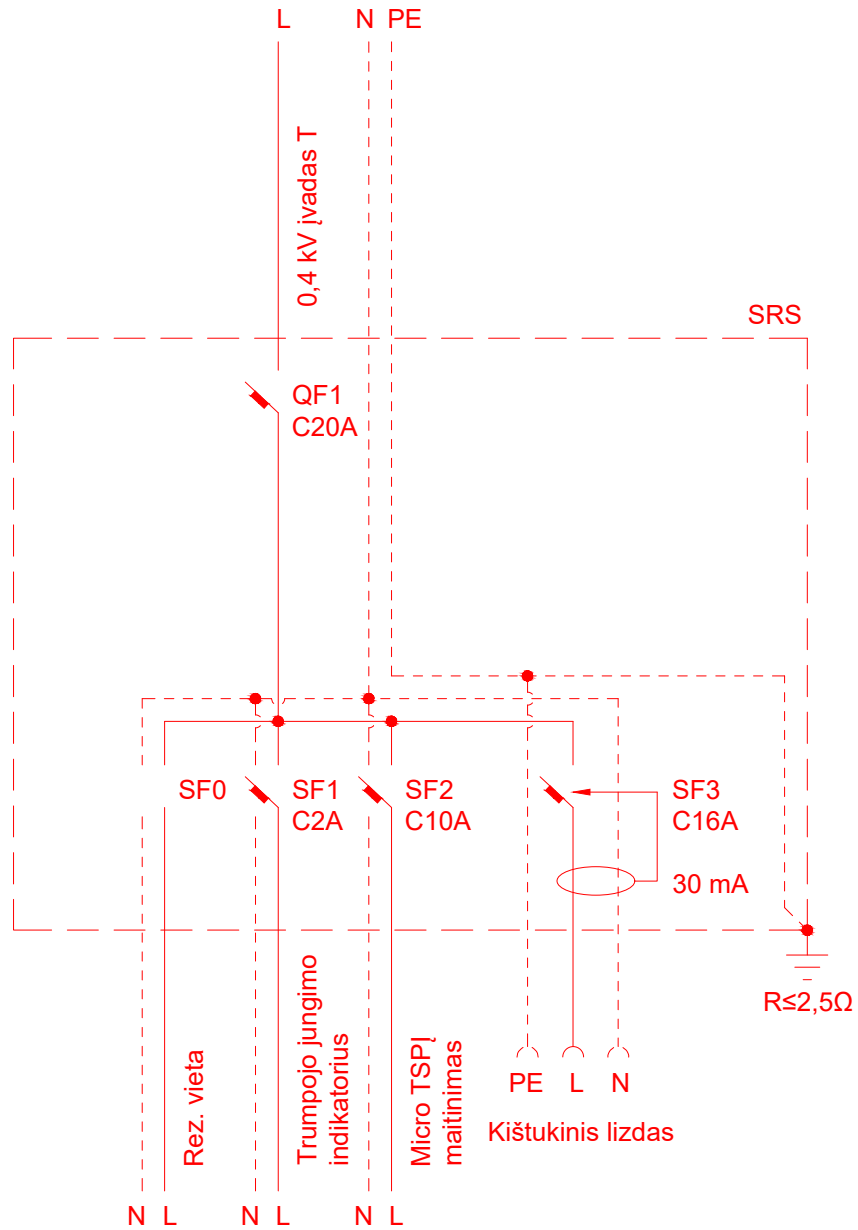 L
N PE
0,4 kV įvadas T
SRS
QF1
C20A
SF0
SF1
C2A
SF2
C10A
SF3
C16A
30 mA
R≤2,5Ω
Rez. vieta
Trumpojo jungimo
indikatorius
Micro TSPĮ
maitinimas
PE L N
Kištukinis lizdas
N L
N L
N L